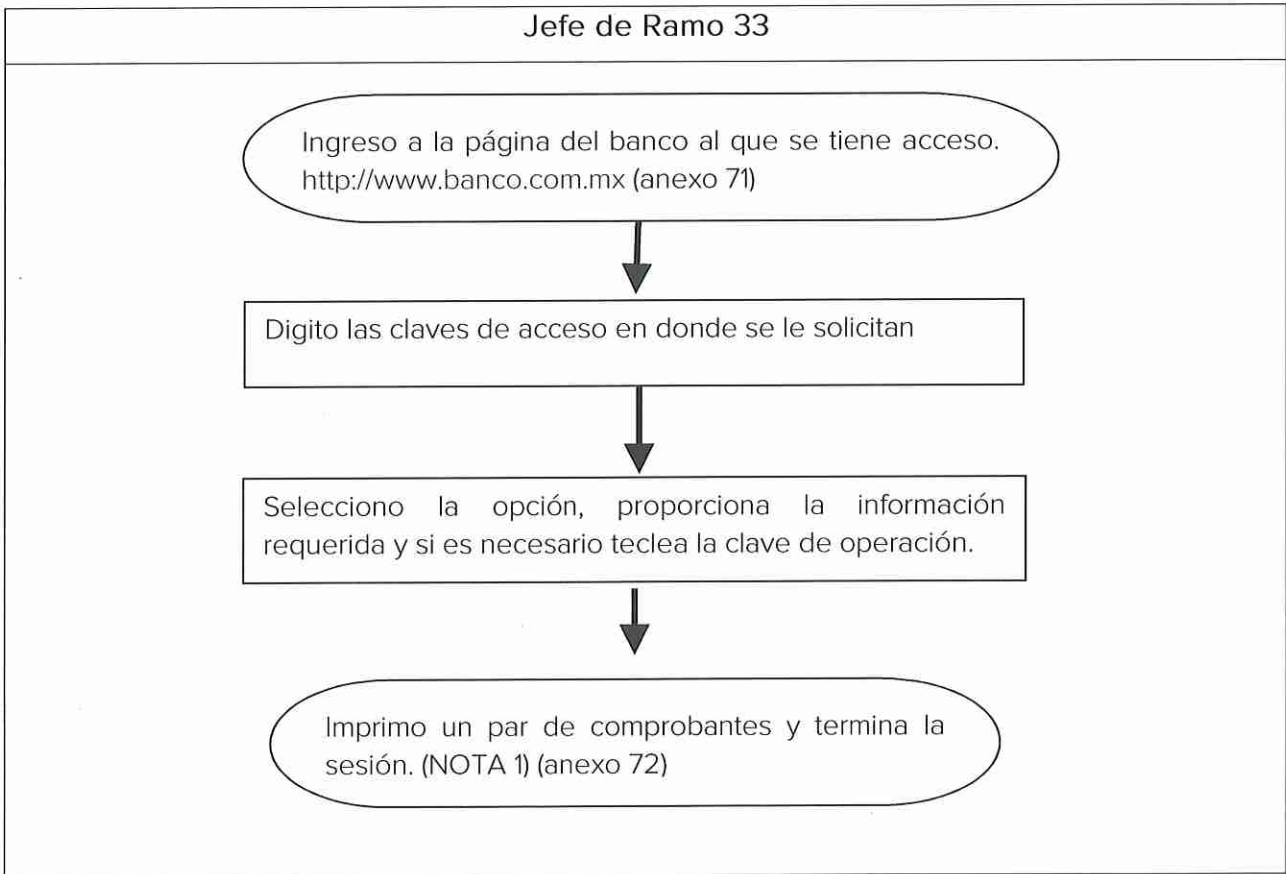 Jefe de Ramo 33
Ingreso a la página del banco al que se tiene acceso.
http://www.banco.com.mx (anexo 71)
Digito las claves de acceso en donde se le solicitan
Selecciono la opción, proporciona la información
requerida y si es necesario teclea la clave de operación.
Imprimo un par de comprobantes y termina la
sesión. (NOTA 1) (anexo 72)